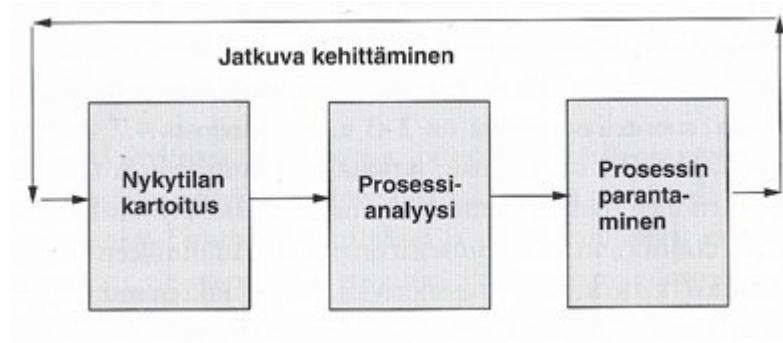 Jatkuva kehittäminen
Nykytilan
kartoitus
Prosessi-
analyysi
Prosessin
paranta-
minen